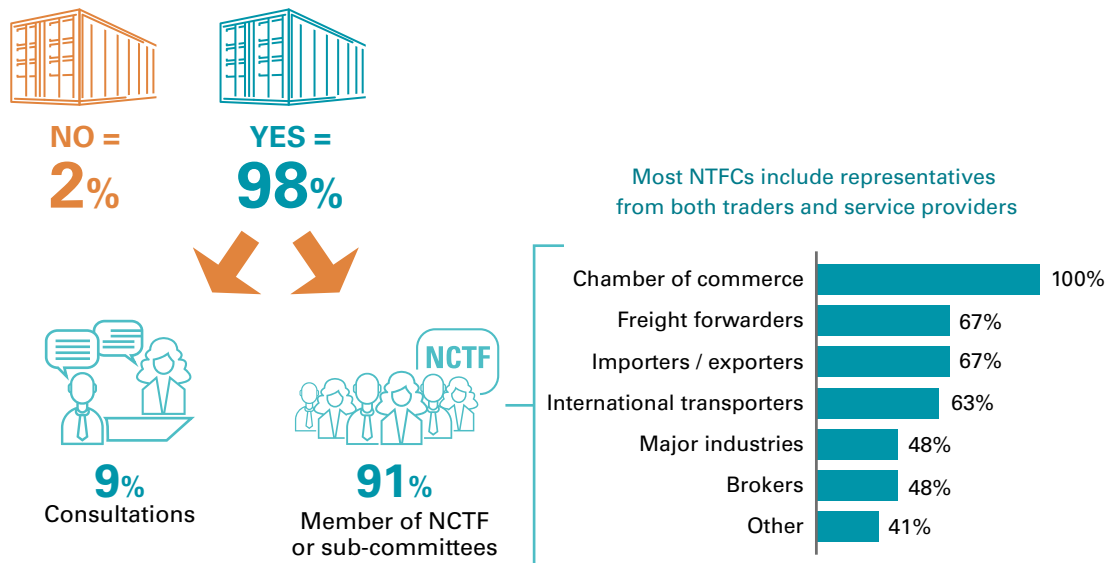 NO =
2%
YES =
98%
9%
Consultations
NCTF
91%
Member of NCTF
or sub-committees
Most NTFCs include representatives
from both traders and service providers
Chamber of commerce 100%
Freight forwarders 67%
Importers / exporters 67%
International transporters 63%
Major industries 48%
Brokers 48%
Other 41%